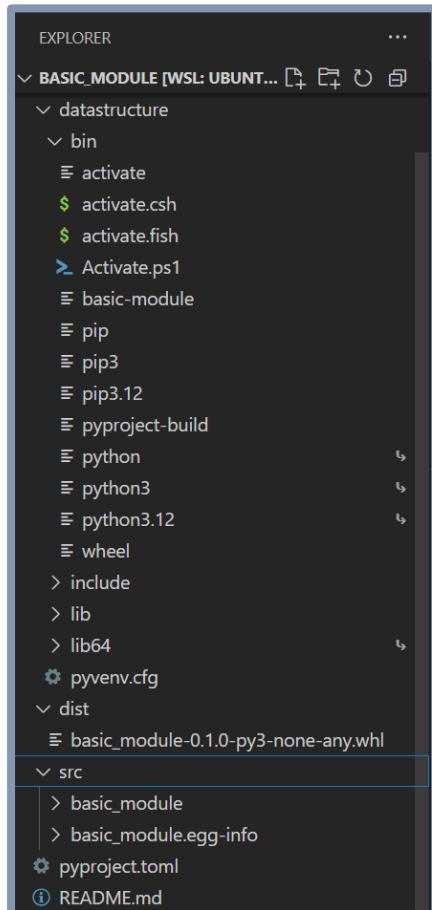 EXPLORER
BASIC_MODULE [WSL: UBUNT...
datastructure
bin
activate
$ activate.csh
$ activate.fish
Activate.ps1
basic-module
pip
pip3
pip3.12
pyproject-build
python
python3
python3.12
wheel
include
lib
lib64
pyvenv.cfg
dist
basic_module-0.1.0-py3-none-any.whl
src
basic_module
basic_module.egg-info
pyproject.toml
README.md